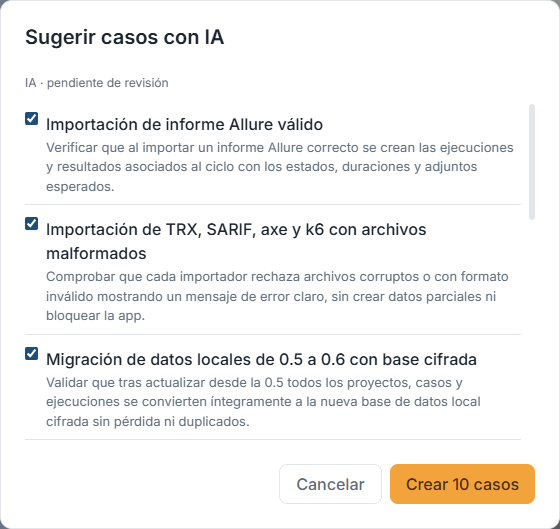 Sugerir casos con IA
IA · pendiente de revisión
Importación de informe Allure válido
Verificar que al importar un informe Allure correcto se crean las ejecuciones
y resultados asociados al ciclo con los estados, duraciones y adjuntos
esperados.
Importación de TRX, SARIF, axe y k6 con archivos
malformados
Comprobar que cada importador rechaza archivos corruptos o con formato
inválido mostrando un mensaje de error claro, sin crear datos parciales ni
bloquear la app.
Migración de datos locales de 0.5 a 0.6 con base cifrada
Validar que tras actualizar desde la 0.5 todos los proyectos, casos y
ejecuciones se convierten íntegramente a la nueva base de datos local
cifrada sin pérdida ni duplicados.
Cancelar
Crear 10 casos